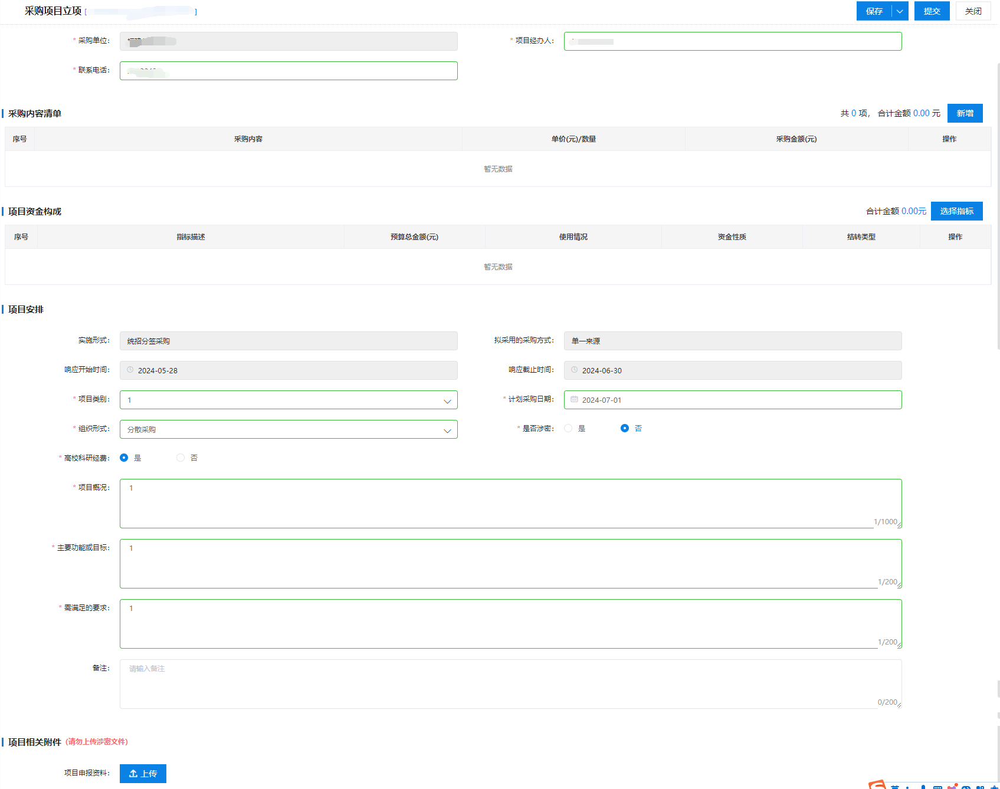 采购项目立项 [ ]
保存 提交 关闭
* 采购单位:
* 项目经办人:
* 联系电话:
采购内容清单 共 0 项, 合计金额 0.00 元 新增
序号 采购内容 单价(元)/数量 采购金额(元) 操作
暂无数据
项目资金构成 合计金额 0.00元 选择指标
序号 指标描述 预算总金额(元) 使用情况 资金性质 结转类型 操作
暂无数据
项目安排
实施形式: 统招分签采购 拟采用的采购方式: 单一来源
响应开始时间: 2024-05-28 响应截止时间: 2024-06-30
* 项目类别: 1 * 计划采购日期: 2024-07-01
* 组织形式: 分散采购 * 是否涉密: 是 否
* 高校科研经费: 是 否
* 项目概况: 1
1/1000
* 主要功能或目标: 1
1/200
* 需满足的要求: 1
1/200
备注: 请输入备注
0/200
项目相关附件 (请勿上传涉密文件)
项目申报资料: 上传